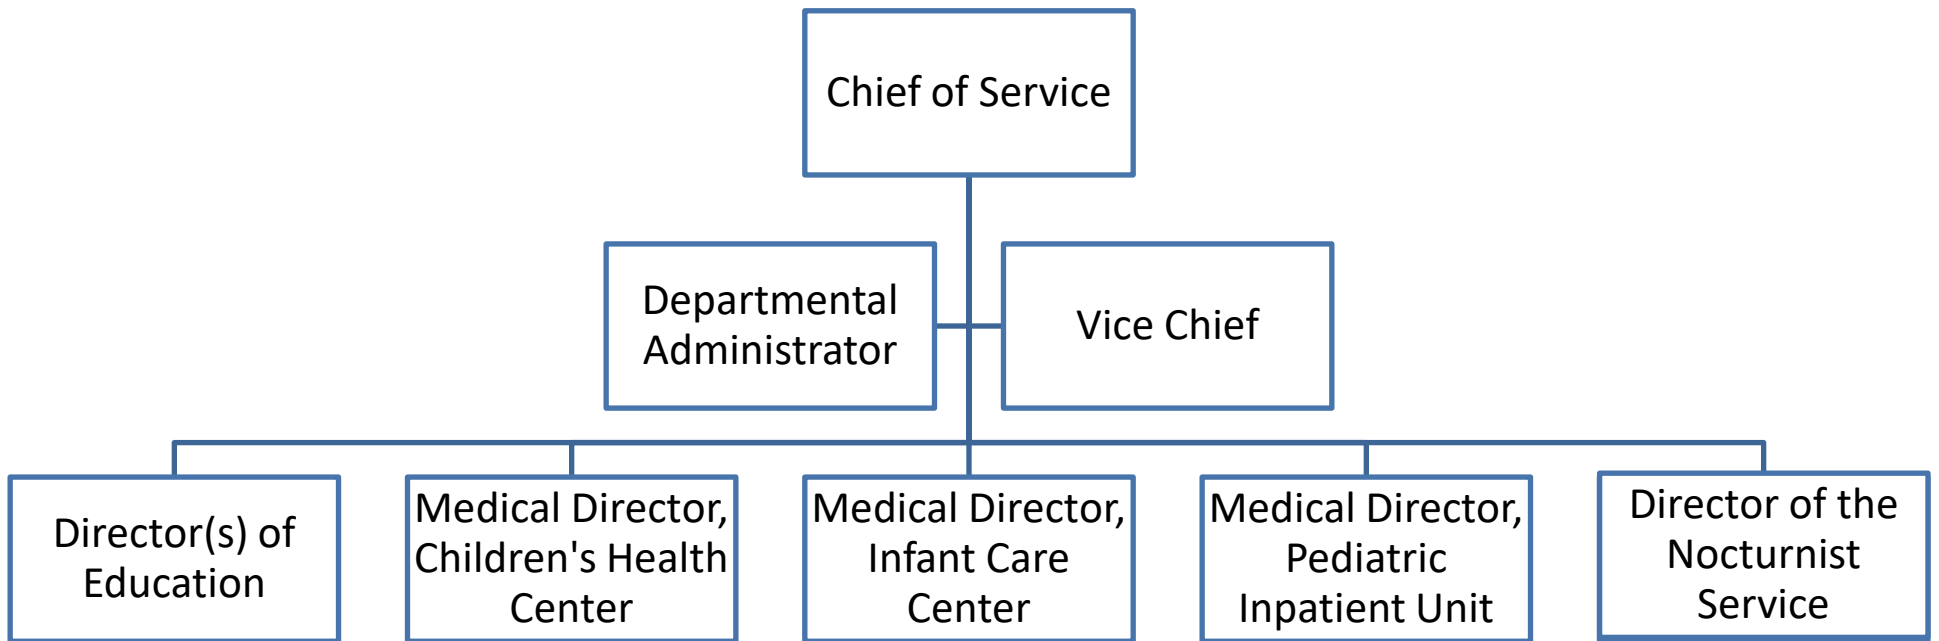 Chief of Service
Departmental
Administrator
Vice Chief
Director(s) of
Education
Medical Director,
Children's Health
Center
Medical Director,
Infant Care
Center
Medical Director,
Pediatric
Inpatient Unit
Director of the
Nocturnist
Service